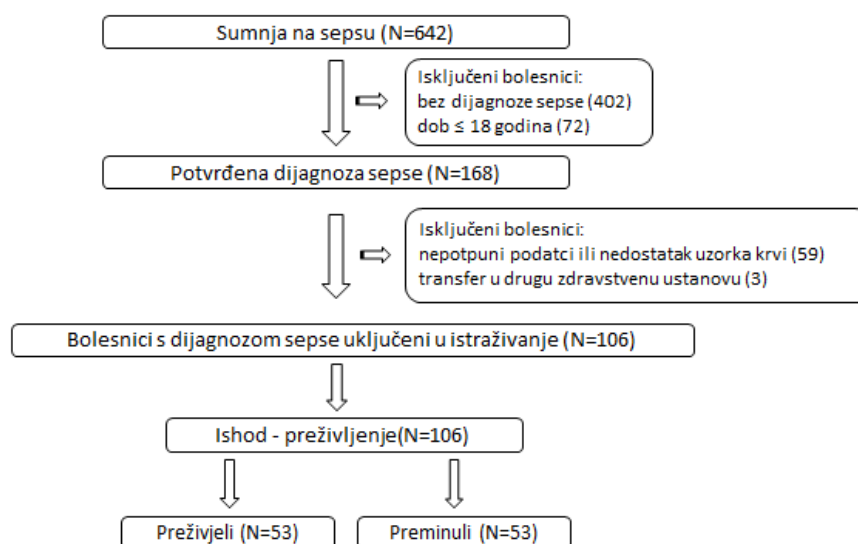 Sumnja na sepsu (N=642)
Isključeni bolesnici:
bez dijagnoze sepse (402)
dob ≤ 18 godina (72)
Potvrđena dijagnoza sepse (N=168)
Isključeni bolesnici:
nepotpuni podatci ili nedostatak uzorka krvi (59)
transfer u drugu zdravstvenu ustanovu (3)
Bolesnici s dijagnozom sepse uključeni u istraživanje (N=106)
Ishod - preživljenje(N=106)
Preživjeli (N=53)
Preminuli (N=53)